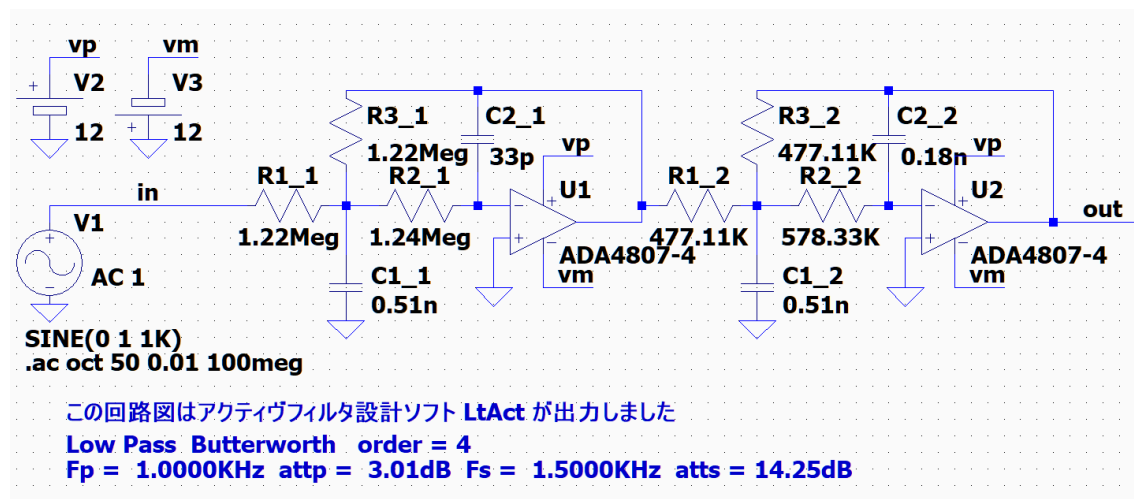 vp
vm
V2
V3
12
12
+
+
in
V1
+
−
AC 1
SINE(0 1 1K)
.ac oct 50 0.01 100meg
R1_1
1.22Meg
R3_1
1.22Meg
R2_1
1.24Meg
C2_1
33p
C1_1
0.51n
vp
U1
ADA4807-4
vm
R1_2
477.11K
R3_2
477.11K
R2_2
578.33K
C2_2
0.18n
C1_2
0.51n
vp
U2
ADA4807-4
vm
out
この回路図はアクティヴフィルタ設計ソフト LtAct が出力しました
Low Pass Butterworth order = 4
Fp = 1.0000KHz attp = 3.01dB Fs = 1.5000KHz atts = 14.25dB